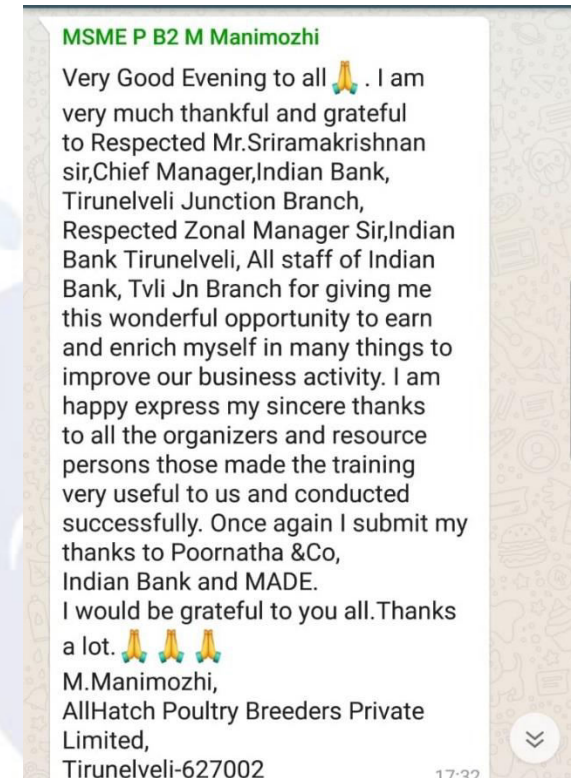 MSME P B2 M Manimozhi
Very Good Evening to all🙏. I am
very much thankful and grateful
to Respected Mr.Sriramakrishnan
sir,Chief Manager,Indian Bank,
Tirunelveli Junction Branch,
Respected Zonal Manager Sir,Indian
Bank Tirunelveli, All staff of Indian
Bank, Tvli Jn Branch for giving me
this wonderful opportunity to earn
and enrich myself in many things to
improve our business activity. I am
happy express my sincere thanks
to all the organizers and resource
persons those made the training
very useful to us and conducted
successfully. Once again I submit my
thanks to Poornatha &Co,
Indian Bank and MADE.
I would be grateful to you all.Thanks
a lot.🙏🙏🙏
M.Manimozhi,
AllHatch Poultry Breeders Private
Limited,
Tirunelveli-627002
17:32